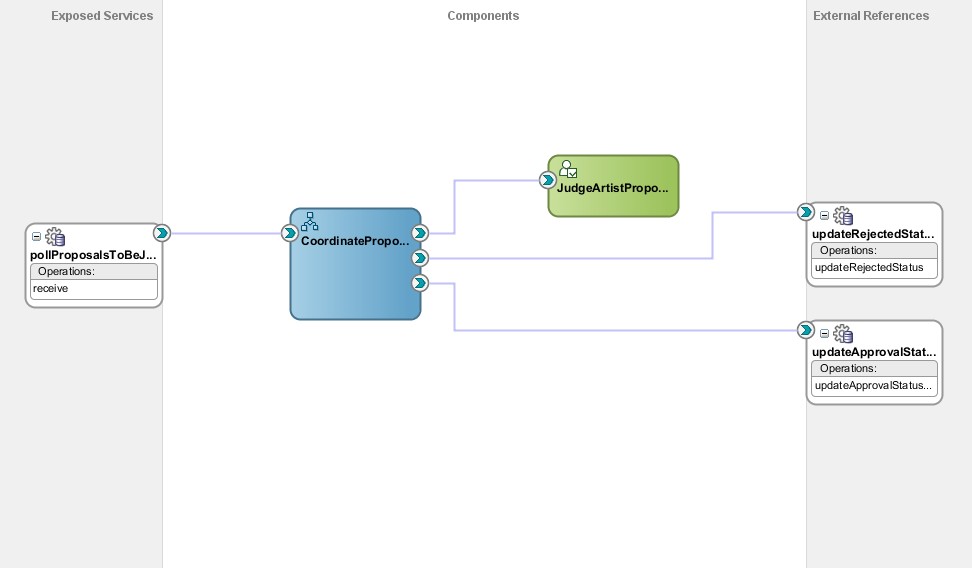 Exposed Services
Components
External References
JudgeArtistPropo...
CoordinatePropo...
pollProposalsToBeJ...
Operations:
receive
updateRejectedStat...
Operations:
updateRejectedStatus
updateApprovalStat...
Operations:
updateApprovalStatus...